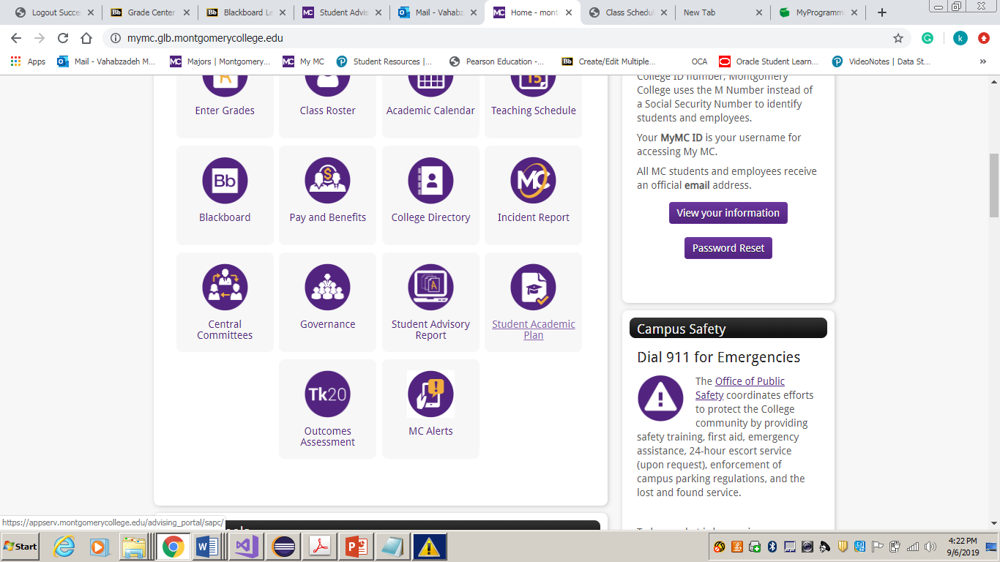 Logout Succe
Grade Center
Blackboard Le
Student Advis
Mail - Vahabz
Home - mont
Class Schedul
New Tab
MyProgrammi
mymc.glb.montgomerycollege.edu
k
Apps
Mail - Vahabzadeh M...
Majors | Montgomery...
My MC
Student Resources |...
Pearson Education -...
Create/Edit Multiple...
OCA
Oracle Student Learn...
VideoNotes | Data St...
»
Enter Grades
Class Roster
Academic Calendar
Teaching Schedule
Blackboard
Pay and Benefits
College Directory
Incident Report
Central
Committees
Governance
Student Advisory
Report
Student Academic
Plan
Tk20
Outcomes
Assessment
MC Alerts
College ID number, Montgomery
College uses the M Number instead of
a Social Security Number to identify
students and employees.
Your MyMC ID is your username for
accessing My MC.
All MC students and employees receive
an official email address.
View your information
Password Reset
Campus Safety
Dial 911 for Emergencies
The Office of Public
Safety coordinates efforts
to protect the College
community by providing
safety training, first aid, emergency
assistance, 24-hour escort service
(upon request), enforcement of
campus parking regulations, and the
lost and found service.
https://appserv.montgomerycollege.edu/advising_portal/sapc/
Start
4:22 PM
9/6/2019